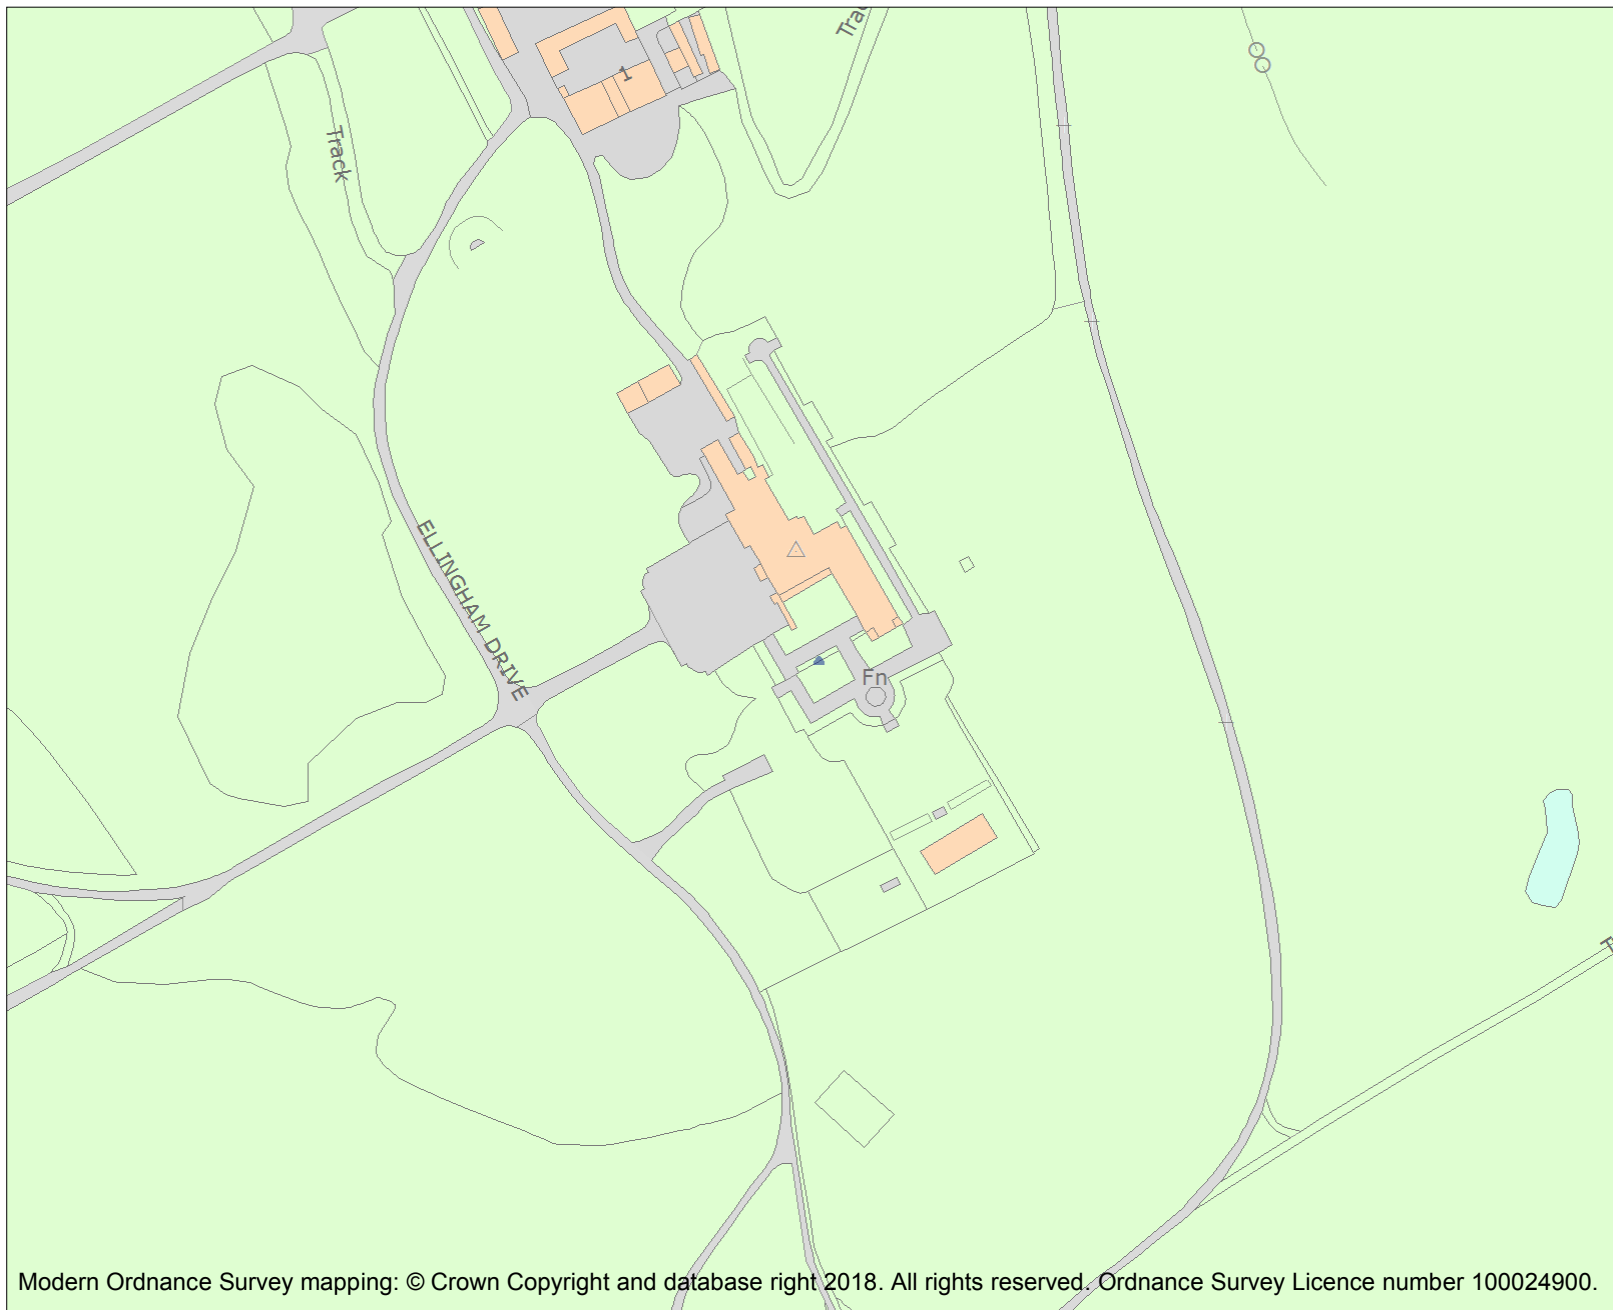 Trac
1
Track
ELLINGHAM DRIVE
Fn
Modern Ordnance Survey mapping: © Crown Copyright and database right 2018. All rights reserved. Ordnance Survey Licence number 100024900.